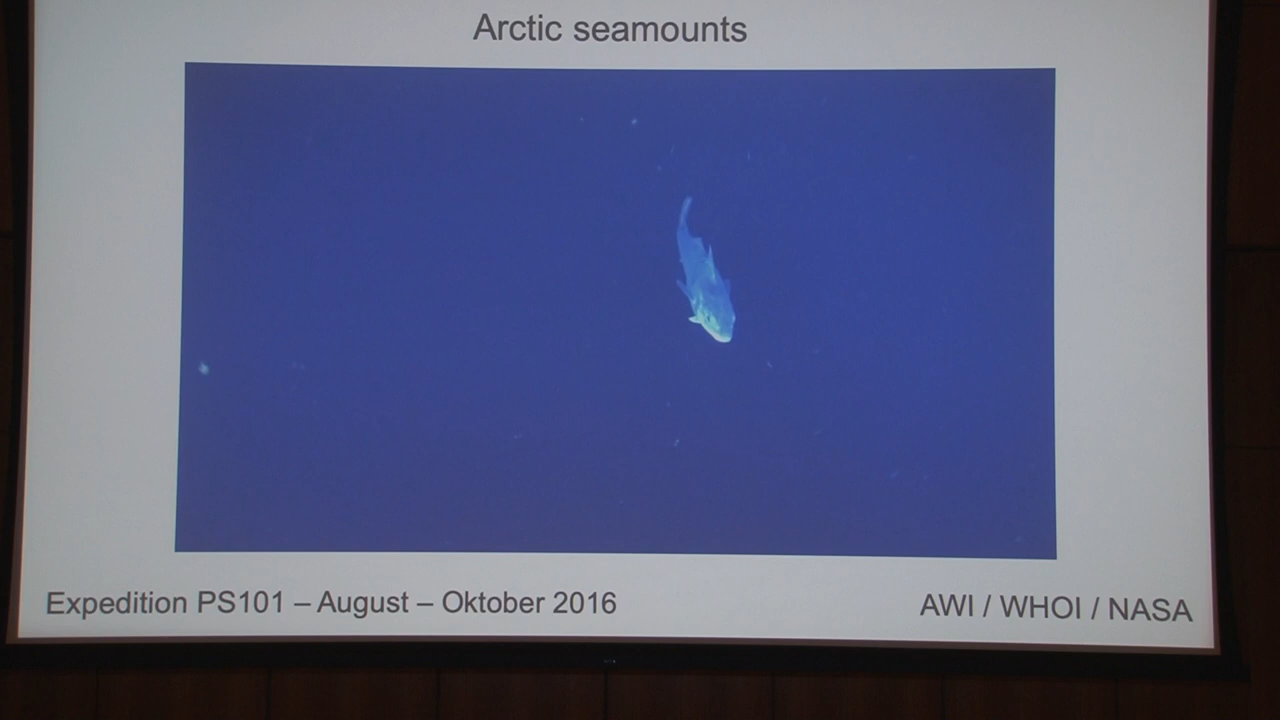 Arctic seamounts
Expedition PS101 – August – Oktober 2016
AWI / WHOI / NASA